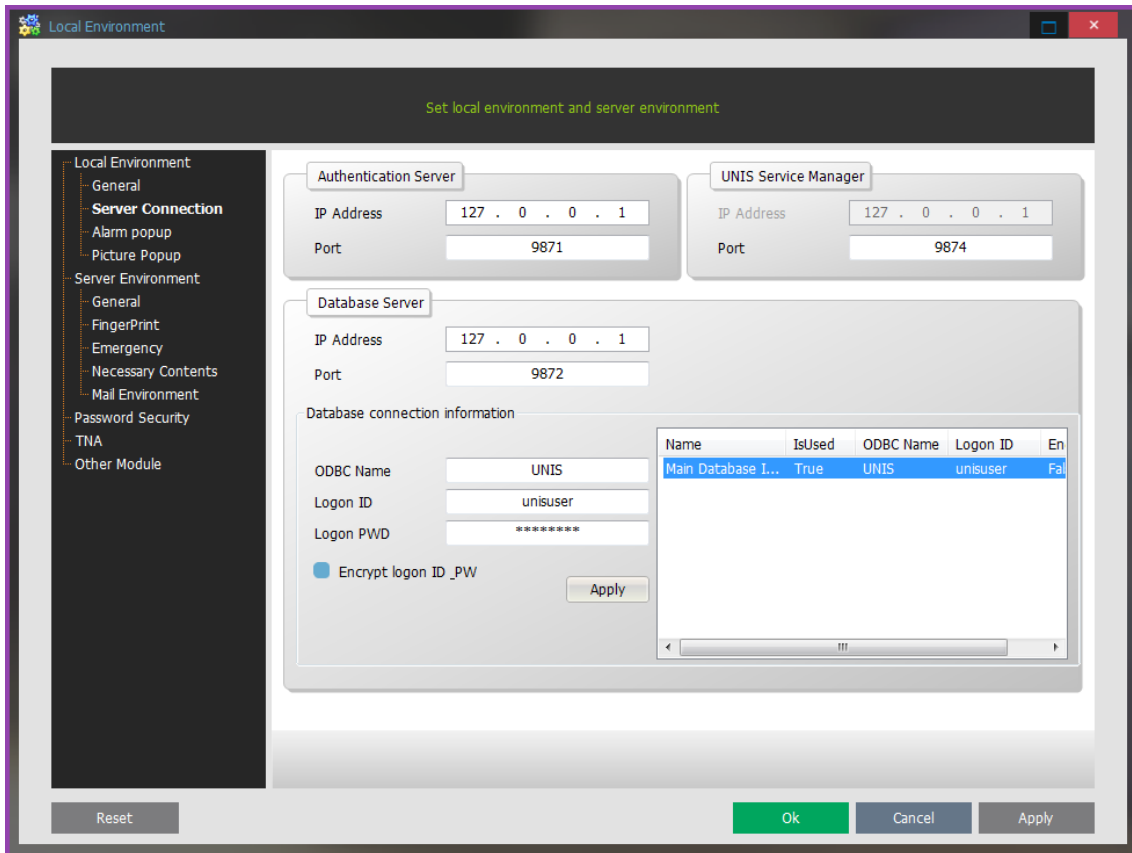 Local Environment
Set local environment and server environment
Local Environment
General
Server Connection
Alarm popup
Picture Popup
Server Environment
General
FingerPrint
Emergency
Necessary Contents
Mail Environment
Password Security
TNA
Other Module
Authentication Server
IP Address 127 . 0 . 0 . 1
Port 9871
UNIS Service Manager
IP Address 127 . 0 . 0 . 1
Port 9874
Database Server
IP Address 127 . 0 . 0 . 1
Port 9872
Database connection information
ODBC Name UNIS
Logon ID unisuser
Logon PWD ********
Encrypt logon ID _PW
Apply
Name IsUsed ODBC Name Logon ID En
Main Database I... True UNIS unisuser Fal
Reset Ok Cancel Apply